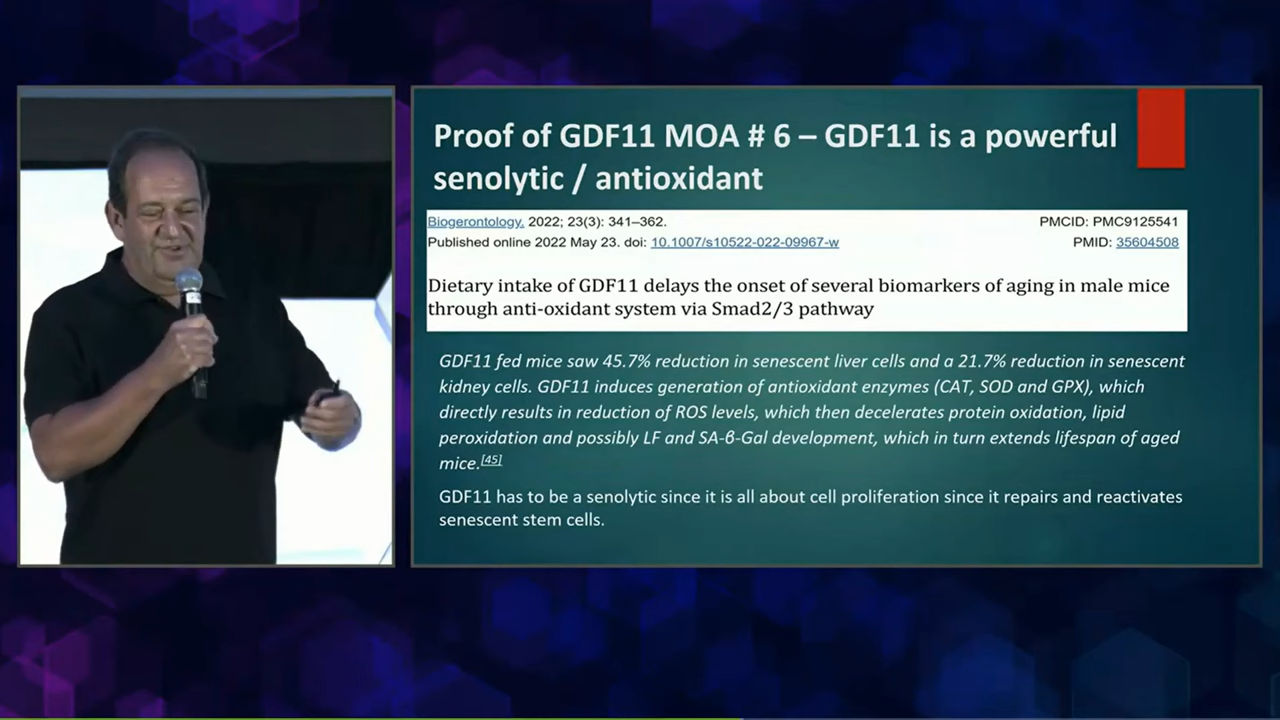 Proof of GDF11 MOA # 6 – GDF11 is a powerful
senolytic / antioxidant
Biogerontology. 2022; 23(3): 341–362.
PMCID: PMC9125541
Published online 2022 May 23. doi: 10.1007/s10522-022-09967-w
PMID: 35604508
Dietary intake of GDF11 delays the onset of several biomarkers of aging in male mice
through anti-oxidant system via Smad2/3 pathway
GDF11 fed mice saw 45.7% reduction in senescent liver cells and a 21.7% reduction in senescent
kidney cells. GDF11 induces generation of antioxidant enzymes (CAT, SOD and GPX), which
directly results in reduction of ROS levels, which then decelerates protein oxidation, lipid
peroxidation and possibly LF and SA-β-Gal development, which in turn extends lifespan of aged
mice.[45]
GDF11 has to be a senolytic since it is all about cell proliferation since it repairs and reactivates
senescent stem cells.